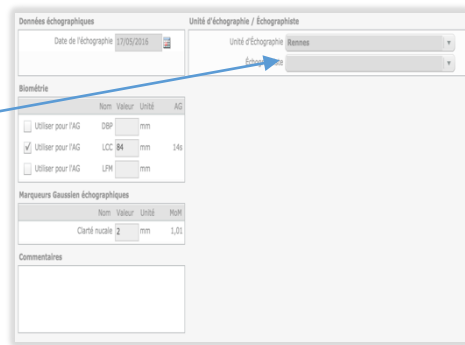 Données échographiques
Date de l'échographie 17/05/2016
Unité d'échographie / Échographiste
Unité d'Échographie Rennes
Échographiste
Biométrie
Nom Valeur Unité AG
Utiliser pour l'AG DBP mm
Utiliser pour l'AG LCC 84 mm 14s
Utiliser pour l'AG LFM mm
Marqueurs Gaussien échographiques
Nom Valeur Unité MoM
Clarté nucale 2 mm 1,01
Commentaires